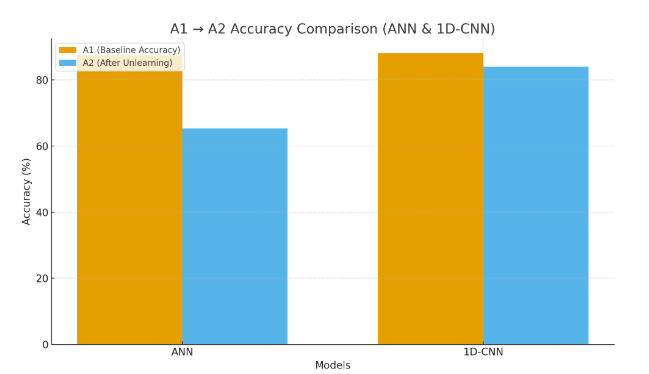 A1 → A2 Accuracy Comparison (ANN & 1D-CNN)
A1 (Baseline Accuracy)
A2 (After Unlearning)
Accuracy (%)
80
60
40
20
0
ANN 1D-CNN
Models